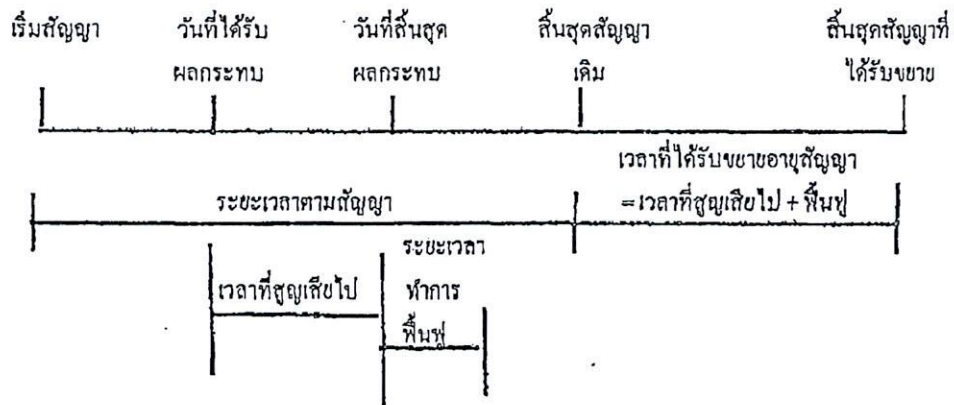 เริ่มสัญญา วันที่ได้รับ วันที่สิ้นสุด สิ้นสุดสัญญา สิ้นสุดสัญญาที่
ผลกระทบ ผลกระทบ เดิม ได้รับขยาย
เวลาที่ได้รับขยายอายุสัญญา
ระยะเวลาตามสัญญา =เวลาที่สูญเสียไป + ฟื้นฟู
ระยะเวลา
เวลาที่สูญเสียไป ทำการ
ฟื้นฟู